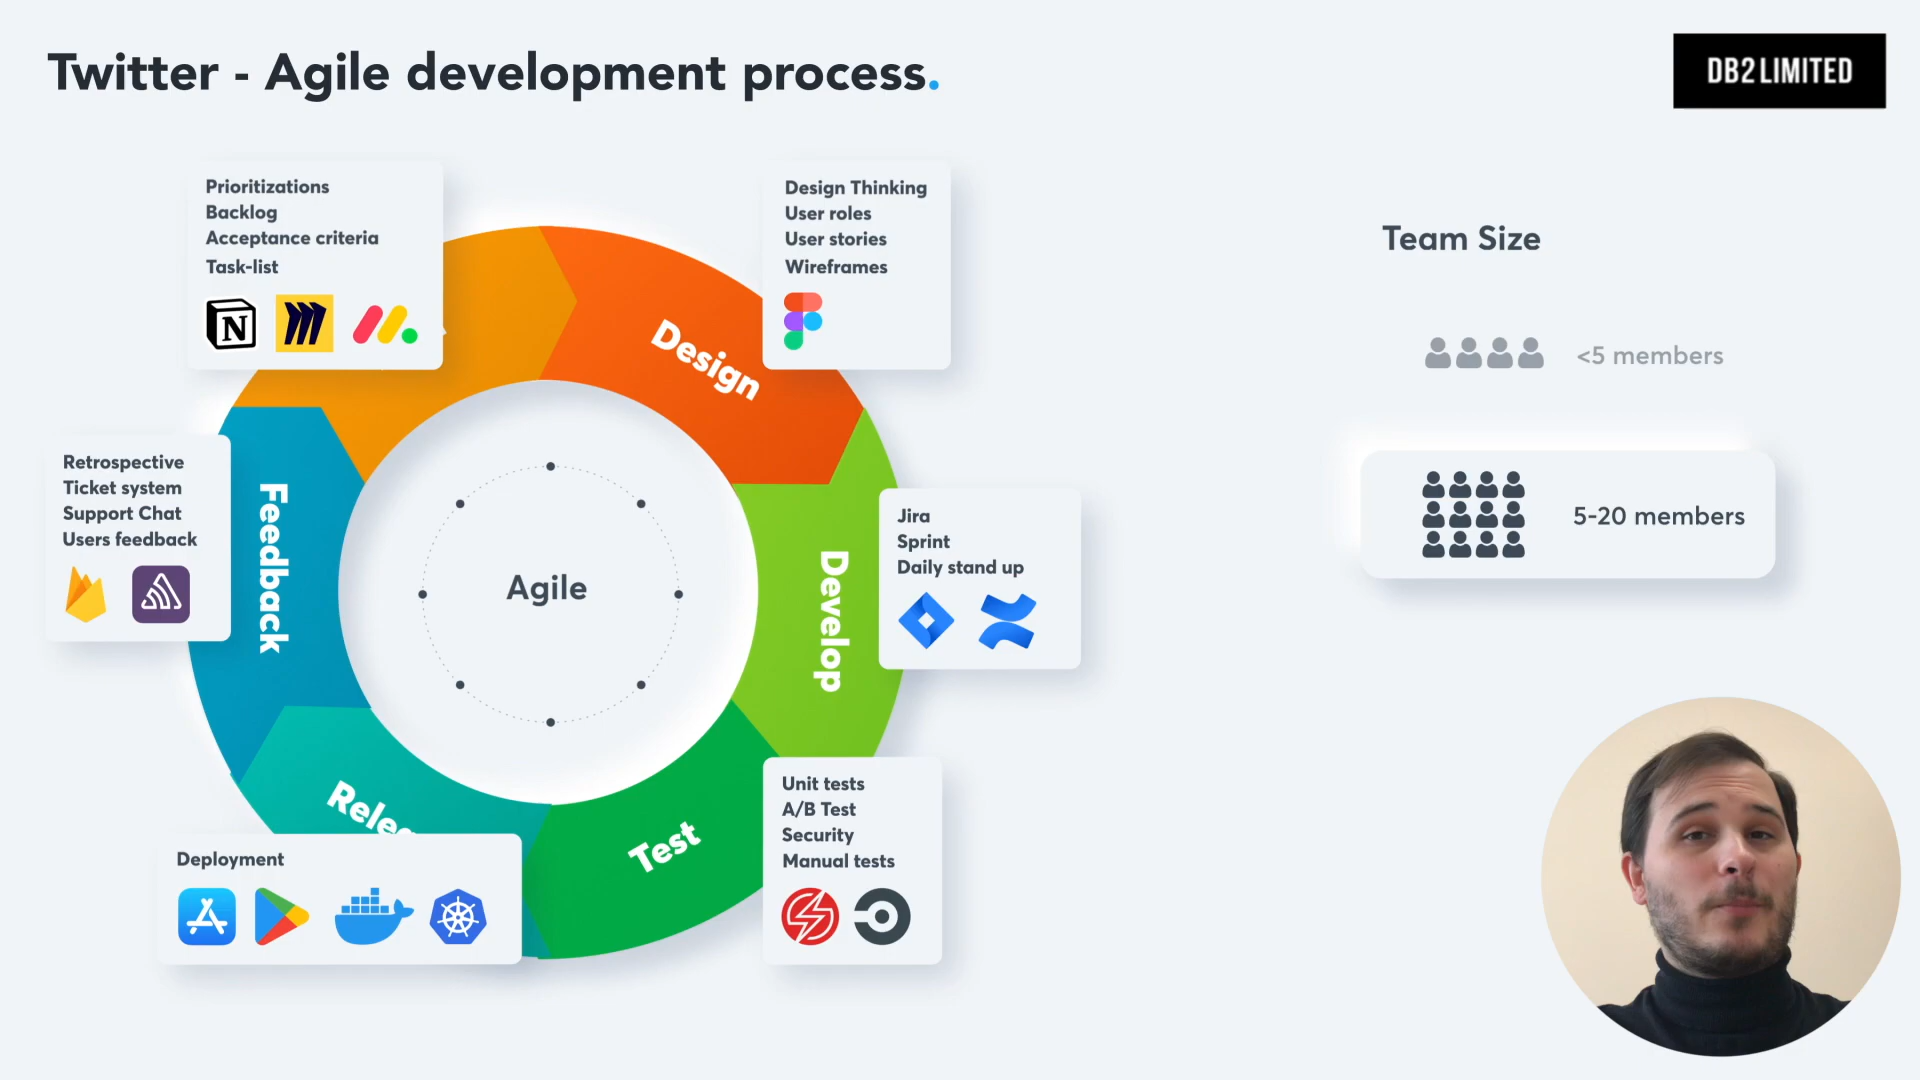 Twitter - Agile development process.
DB2 LIMITED
Prioritizations
Backlog
Acceptance criteria
Task-list
N
Design Thinking
User roles
User stories
Wireframes
Design
Team Size
<5 members
5-20 members
Retrospective
Ticket system
Support Chat
Users feedback
Feedback
Agile
Develop
Jira
Sprint
Daily stand up
Unit tests
A/B Test
Security
Manual tests
Test
Deployment